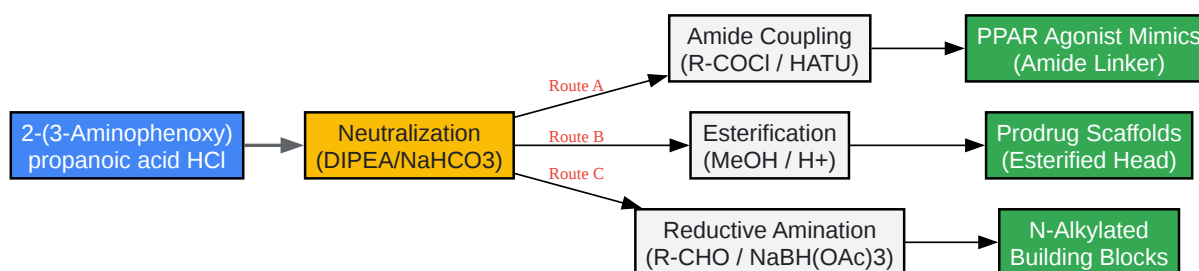 2-(3-Aminophenoxy)
propanoic acid HCl
Neutralization
(DIPEA/NaHCO3)
Route A
Amide Coupling
(R-COCl / HATU)
PPAR Agonist Mimics
(Amide Linker)
Route B
Esterification
(MeOH / H+)
Prodrug Scaffolds
(Esterified Head)
Route C
Reductive Amination
(R-CHO / NaBH(OAc)3)
N-Alkylated
Building Blocks